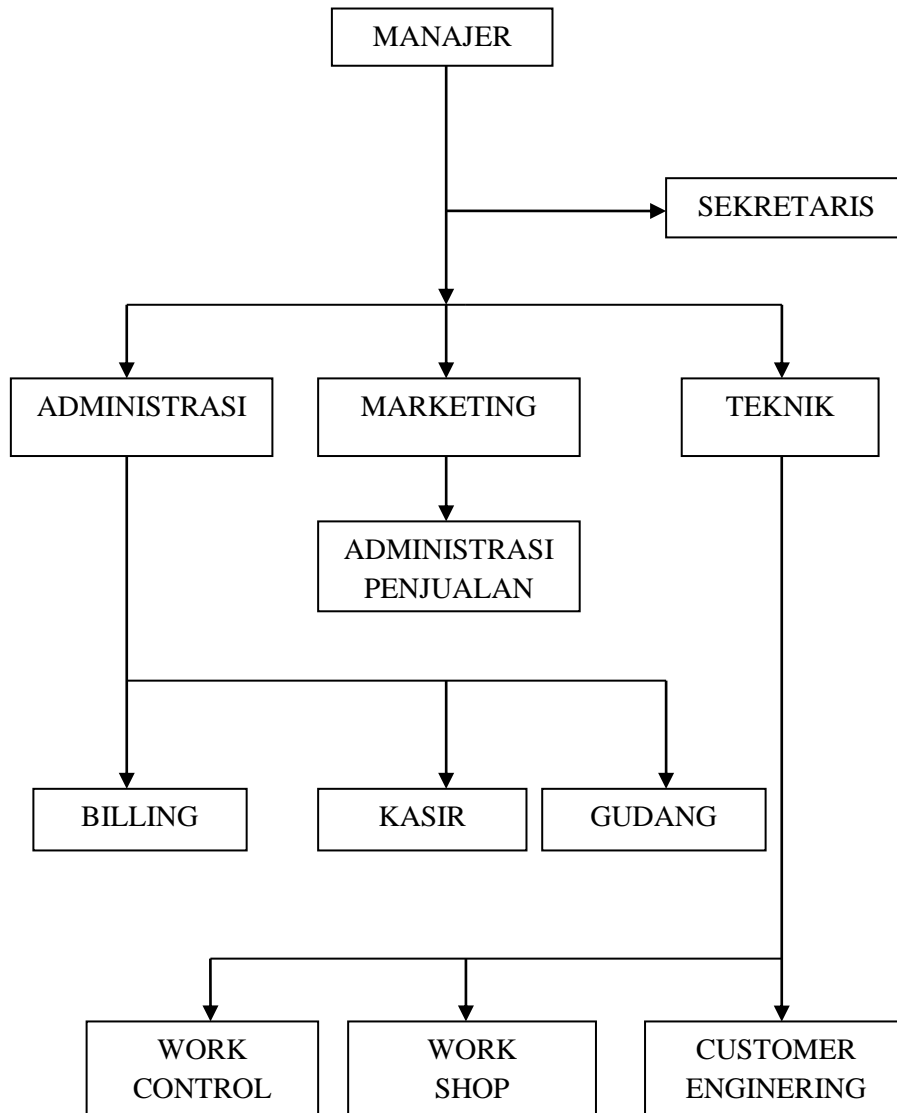 MANAJER
SEKRETARIS
ADMINISTRASI
MARKETING
TEKNIK
ADMINISTRASI
PENJUALAN
BILLING
KASIR
GUDANG
WORK
CONTROL
WORK
SHOP
CUSTOMER
ENGINERING